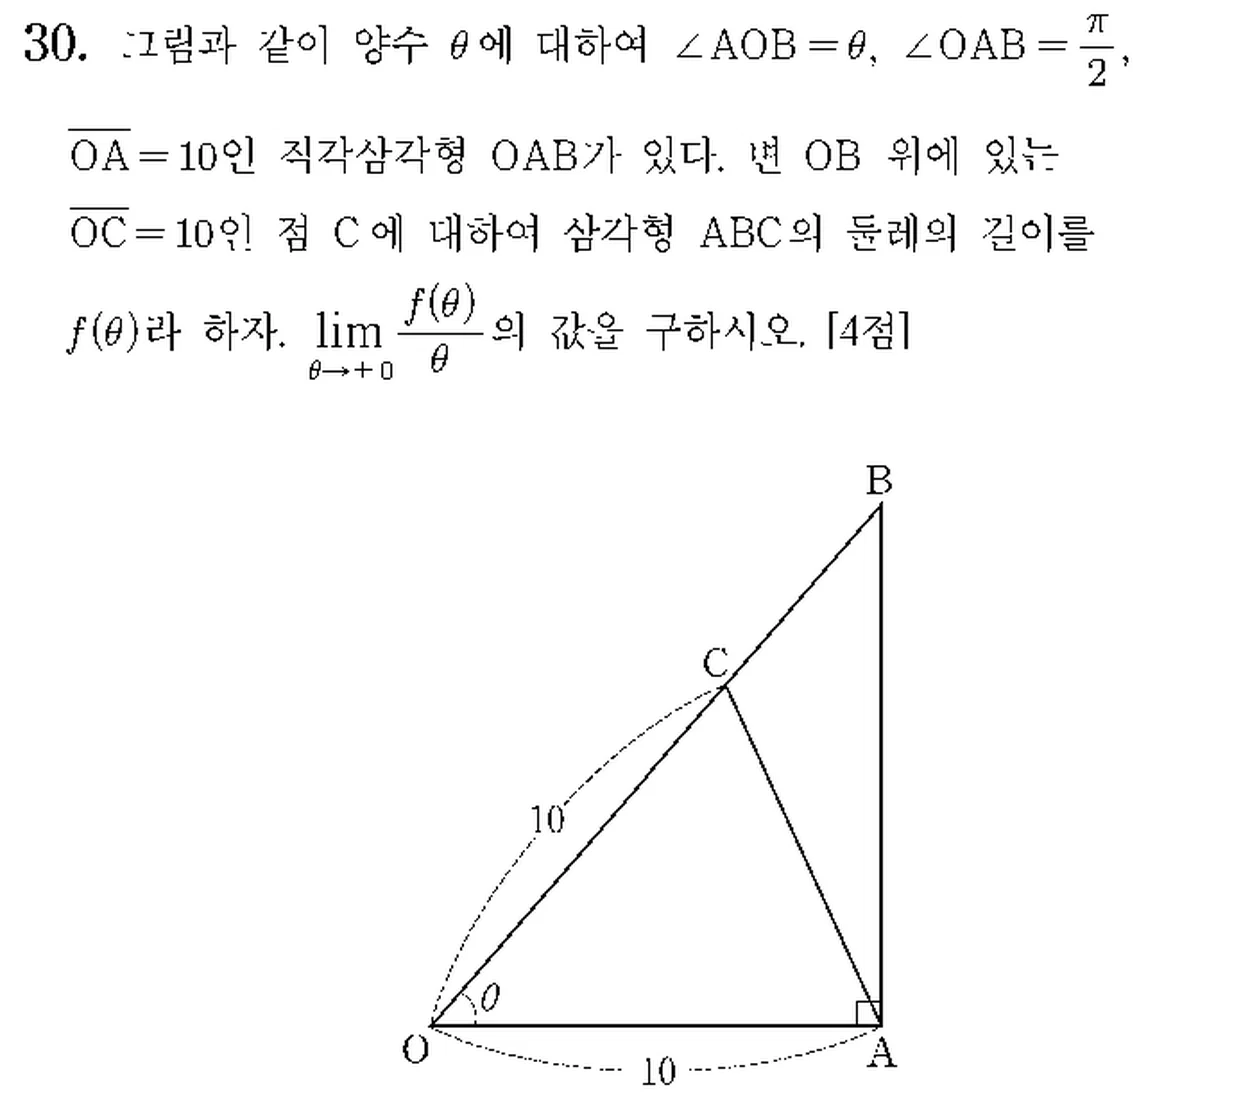 30. 그림과 같이 양수 θ에 대하여 ∠AOB=θ, ∠OAB=π/2,
OA=10인 직각삼각형 OAB가 있다. 변 OB 위에 있는
OC=10인 점 C에 대하여 삼각형 ABC의 둘레의 길이를
f(θ)라 하자. lim θ→+0 f(θ)/θ의 값을 구하시오. [4점]
B
C
10
θ
O
A
10